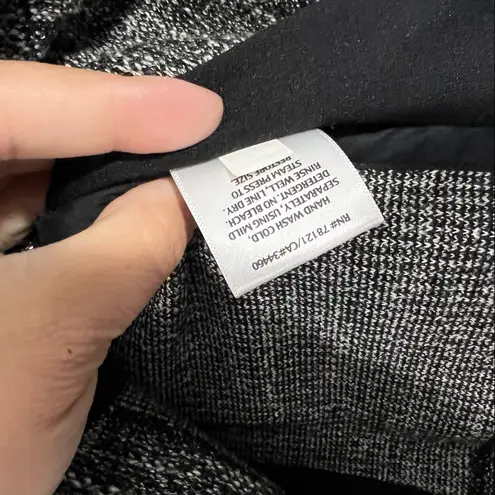 RN# 78121/CA#34460
HAND WASH COLD,
SEPARATELY, USING MILD
DETERGENT, NO BLEACH.
RINSE WELL, LINE DRY.
STEAM PRESS TO
RESTORE SIZE